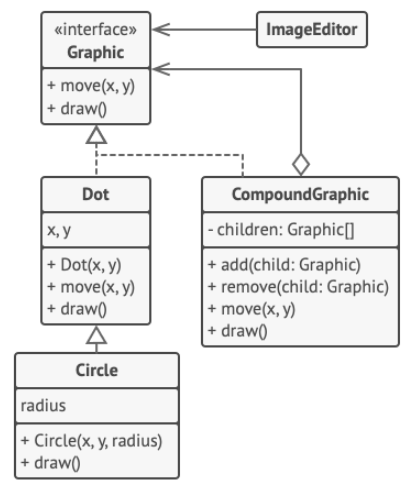 «interface»
Graphic
+ move(x, y)
+ draw()
ImageEditor
Dot
x, y
+ Dot(x, y)
+ move(x, y)
+ draw()
CompoundGraphic
- children: Graphic[]
+ add(child: Graphic)
+ remove(child: Graphic)
+ move(x, y)
+ draw()
Circle
radius
+ Circle(x, y, radius)
+ draw()